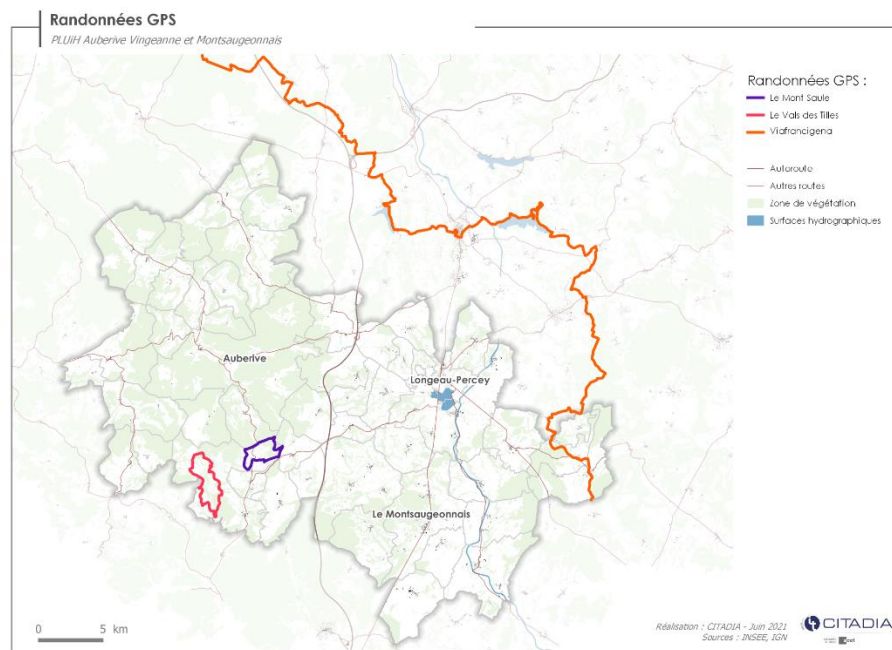 Randonnées GPS
PLUiH Auberive Vingeanne et Montsaugeonnais
Randonnées GPS :
Le Mont Saule
Le Vals des Tilles
Viafrancigena
Autoroute
Autres routes
Zone de végétation
Surfaces hydrographiques
Auberive
Longeau-Percey
Le Montsaugeonnais
0 5 km
Réalisation : CITADIA - Juin 2021
Sources : INSEE, IGN
CITADIA